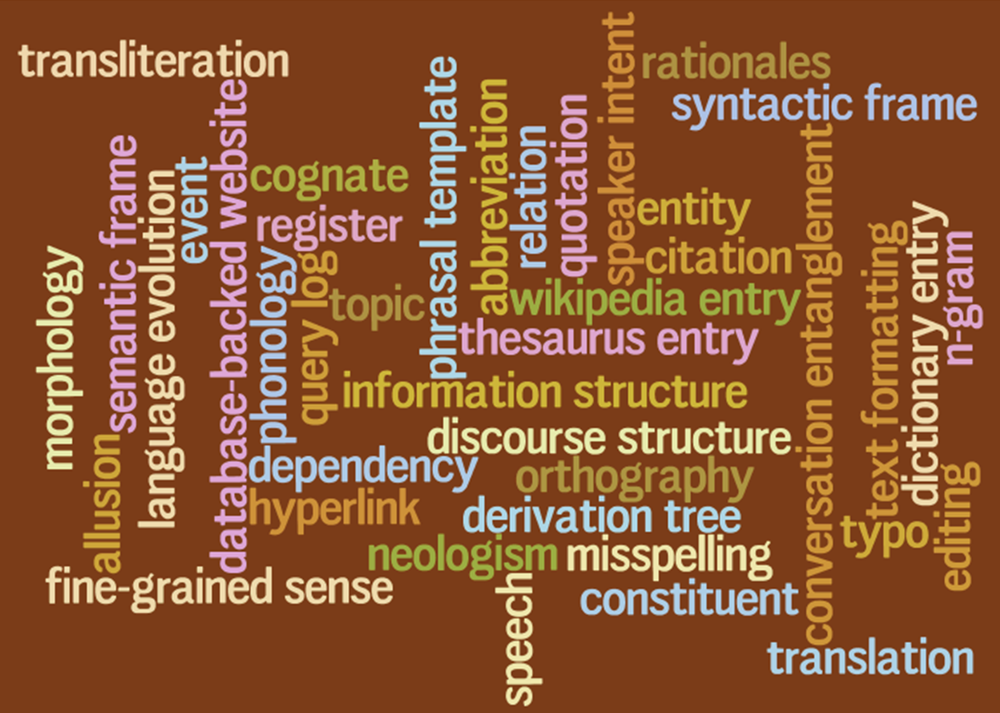 transliteration
speaker intent
rationales
syntactic frame
phrasal template
abbreviation
relation
quotation
database-backed website
semantic frame
language evolution
event
cognate
register
entity
citation
conversation entanglement
morphology
phonology
query log
topic
wikipedia entry
thesaurus entry
text formatting
dictionary entry
n-gram
information structure
discourse structure
allusion
dependency
orthography
hyperlink
derivation tree
typo
editing
neologism
misspelling
fine-grained sense
speech
constituent
translation